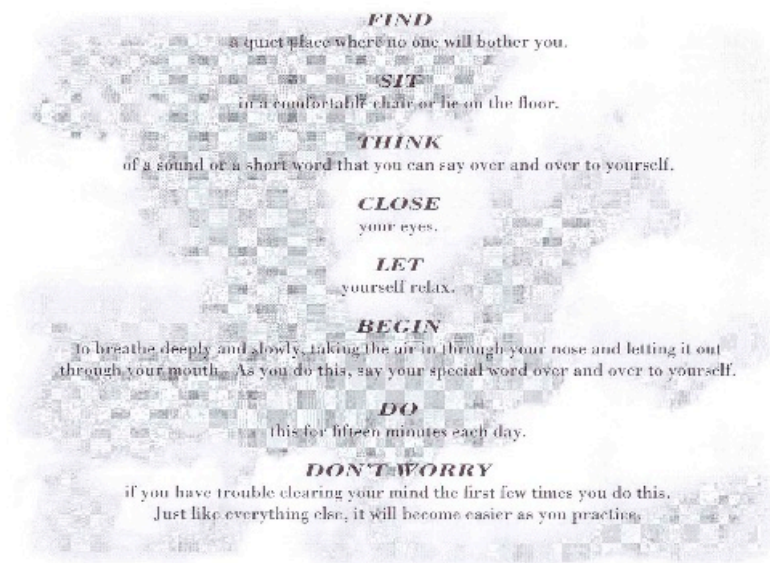 FIND
a quiet place where no one will bother you.
SIT
in a comfortable chair or lie on the floor.
THINK
of a sound or a short word that you can say over and over to yourself.
CLOSE
your eyes.
LET
yourself relax.
BEGIN
to breathe deeply and slowly, taking the air in through your nose and letting it out
through your mouth. As you do this, say your special word over and over to yourself.
DO
this for fifteen minutes each day.
DON'T WORRY
if you have trouble clearing your mind the first few times you do this.
Just like everything else, it will become easier as you practice.